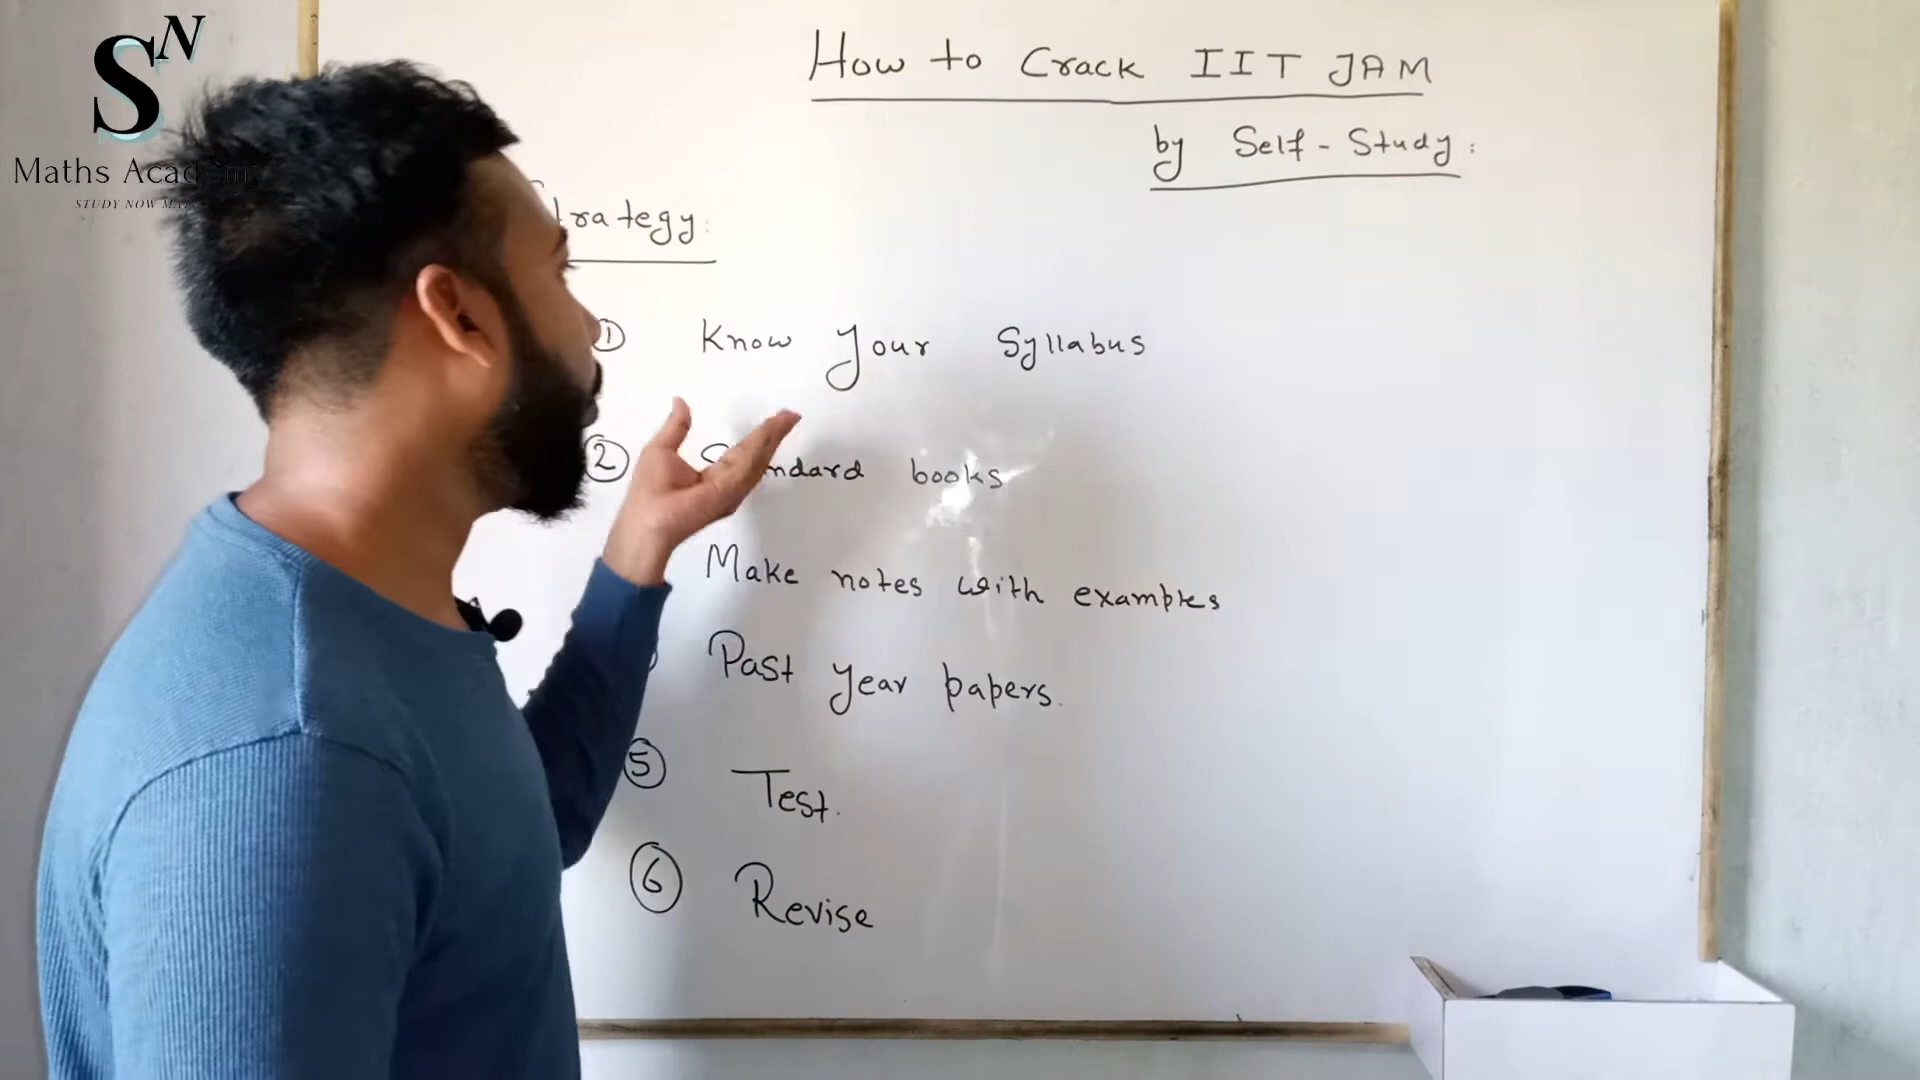 SN
Maths Academy
STUDY NOW
How to Crack IIT JAM
by Self-Study:
trategy:
1 Know your Syllabus
2 Standard books
Make notes with examples
Past year papers.
5 Test.
6 Revise